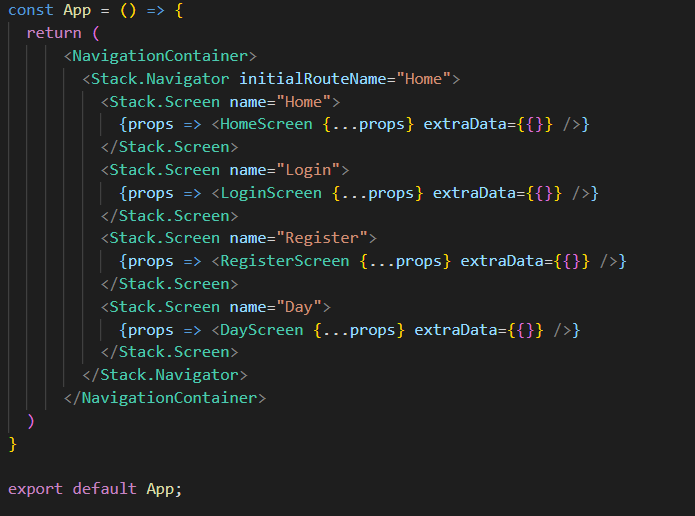 const App = () => {
  return (
      <NavigationContainer>
        <Stack.Navigator initialRouteName="Home">
          <Stack.Screen name="Home">
            {props => <HomeScreen {...props} extraData={{}} />}
          </Stack.Screen>
          <Stack.Screen name="Login">
            {props => <LoginScreen {...props} extraData={{}} />}
          </Stack.Screen>
          <Stack.Screen name="Register">
            {props => <RegisterScreen {...props} extraData={{}} />}
          </Stack.Screen>
          <Stack.Screen name="Day">
            {props => <DayScreen {...props} extraData={{}} />}
          </Stack.Screen>
        </Stack.Navigator>
      </NavigationContainer>
  )
}

export default App;